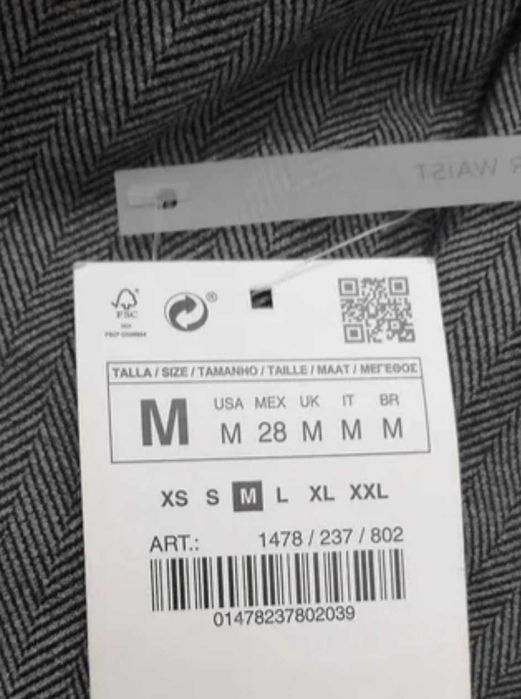 R WAIST
®
FSC
TALLA / SIZE / TAMANHO / TAILLE / MAAT / ΜΕΓΕΘΟΣ
M
USA MEX UK IT BR
M 28 M M M
XS S M L XL XXL
ART.: 1478 / 237 / 802
01478237802039